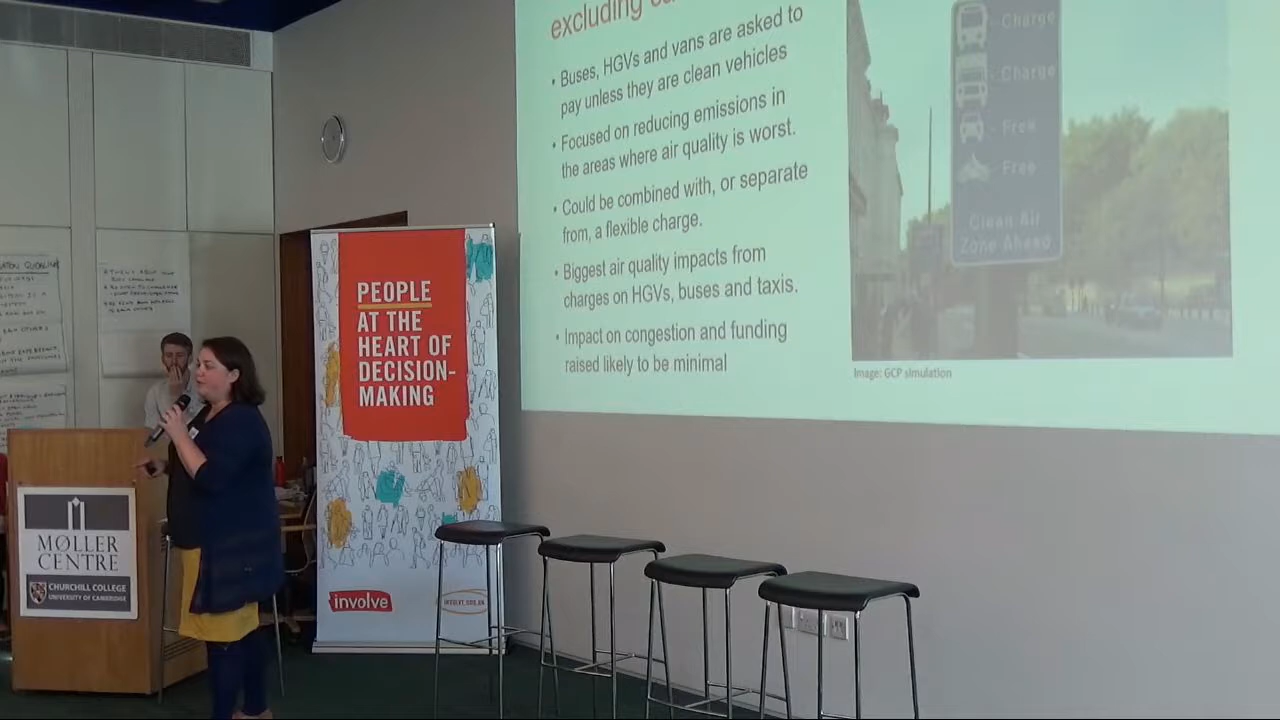 excluding
• Buses, HGVs and vans are asked to
pay unless they are clean vehicles
• Focused on reducing emissions in
the areas where air quality is worst.
• Could be combined with, or separate
from, a flexible charge.
• Biggest air quality impacts from
charges on HGVs, buses and taxis.
• Impact on congestion and funding
raised likely to be minimal
- Charge
- Charge
- Free
- Free
Clean Air
Zone Ahead
Image: GCP simulation
PEOPLE
AT THE
HEART OF
DECISION-
MAKING
involve
INVOLVE.ORG.UK
MØLLER
CENTRE
CHURCHILL COLLEGE
UNIVERSITY OF CAMBRIDGE